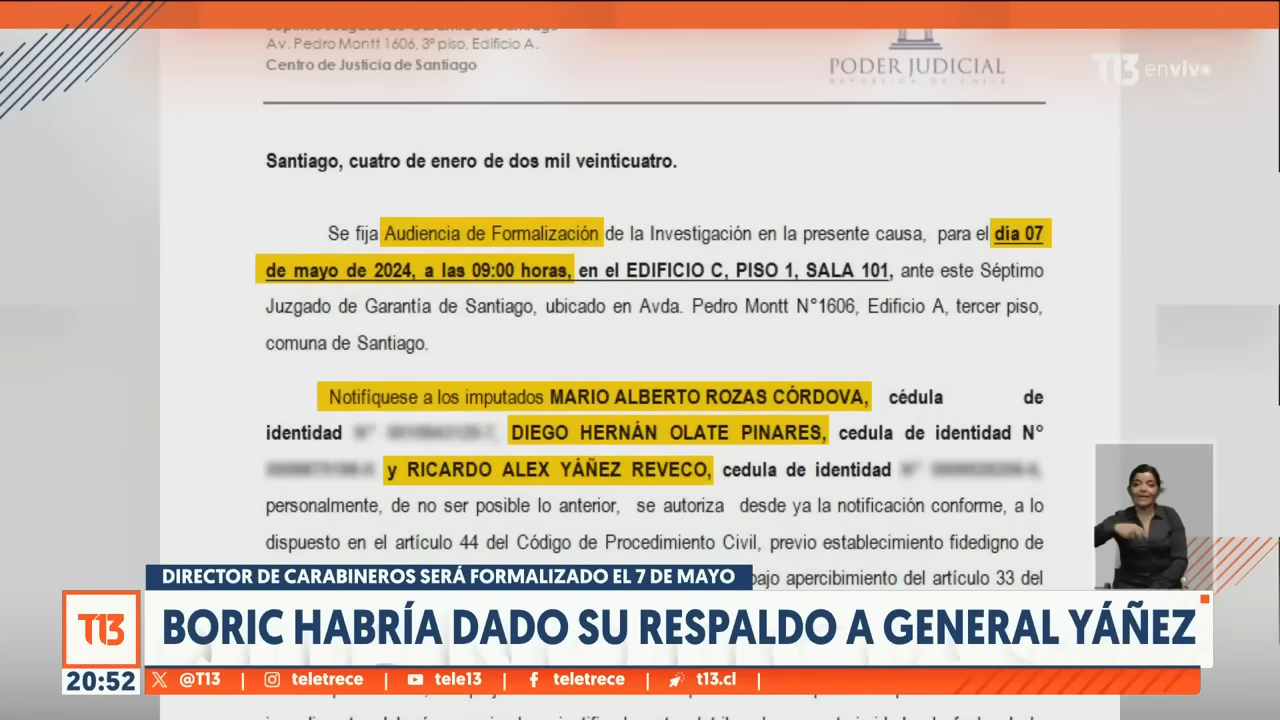 Av. Pedro Montt 1606, 3º piso, Edificio A.
Centro de Justicia de Santiago
PODER JUDICIAL
REPUBLICA DE CHILE
T13 en vivo
Santiago, cuatro de enero de dos mil veinticuatro.
Se fija Audiencia de Formalización de la Investigación en la presente causa, para el día 07
de mayo de 2024, a las 09:00 horas, en el EDIFICIO C, PISO 1, SALA 101, ante este Séptimo
Juzgado de Garantía de Santiago, ubicado en Avda. Pedro Montt N°1606, Edificio A, tercer piso,
comuna de Santiago.
Notifíquese a los imputados MARIO ALBERTO ROZAS CÓRDOVA, cédula de
identidad DIEGO HERNÁN OLATE PINARES, cedula de identidad N°
y RICARDO ALEX YÁÑEZ REVECO, cedula de identidad
personalmente, de no ser posible lo anterior, se autoriza desde ya la notificación conforme, a lo
dispuesto en el artículo 44 del Código de Procedimiento Civil, previo establecimiento fidedigno de
bajo apercibimiento del artículo 33 del
DIRECTOR DE CARABINEROS SERÁ FORMALIZADO EL 7 DE MAYO
T13
BORIC HABRÍA DADO SU RESPALDO A GENERAL YÁÑEZ
20:52
@T13 | teletrece | tele13 | teletrece | t13.cl |